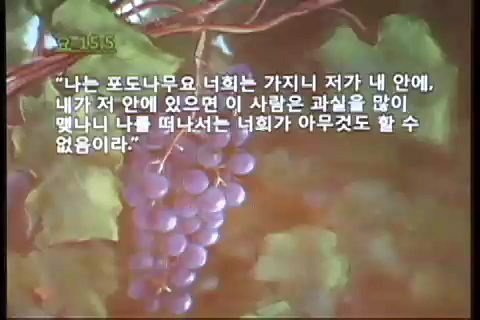 요 15:5
“나는 포도나무요 너희는 가지니 저가 내 안에,
내가 저 안에 있으면 이 사람은 과실을 많이
맺나니 나를 떠나서는 너희가 아무것도 할 수
없음이라.”